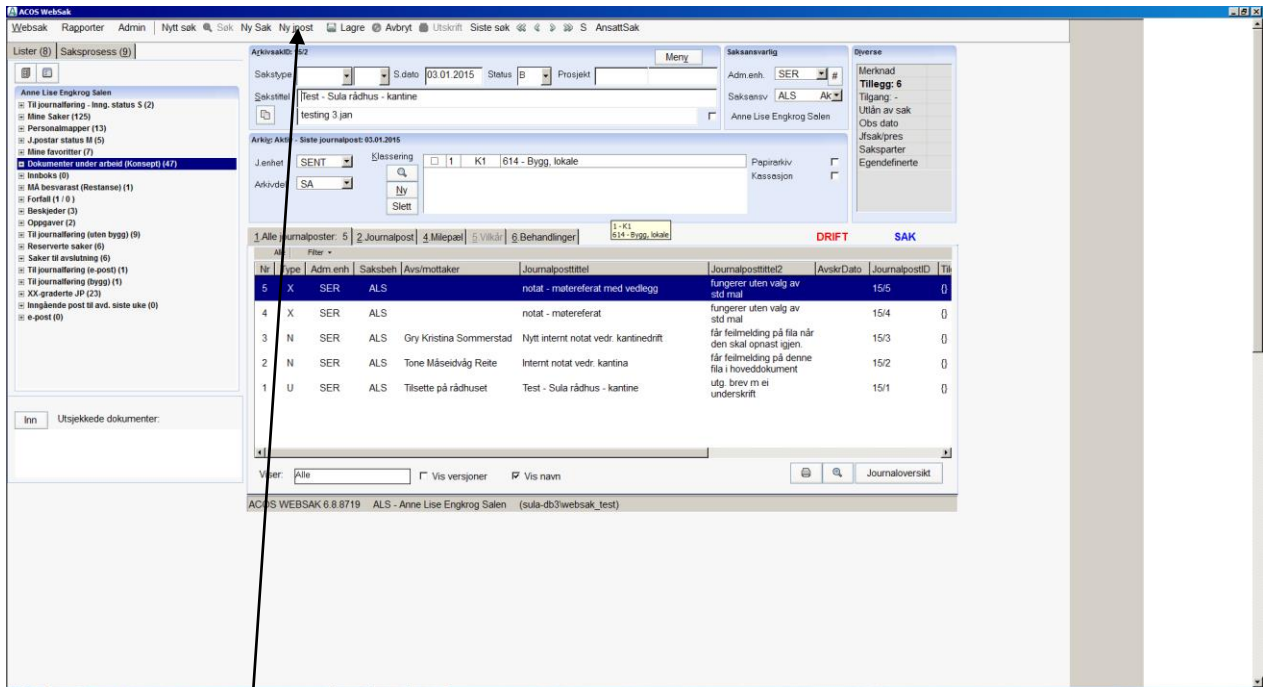 ACOS WebSak
Websak Rapporter Admin Nytt søk Søk Ny Sak Ny jpost Lagre Avbryt Utskrift Siste søk S AnsattSak
Lister (8) Saksprosess (9)
Anne Lise Engkrog Salen
Til journalføring - Inng. status S (2)
Mine Saker (125)
Personalmapper (13)
J.postar status M (5)
Mine favoritter (7)
Dokumenter under arbeid (Konsept) (47)
Innboks (0)
MÅ besvarast (Restanse) (1)
Forfall (1 / 0 )
Beskjeder (3)
Oppgaver (2)
Til journalføring (uten bygg) (9)
Reserverte saker (6)
Saker til avslutning (6)
Til journalføring (e-post) (1)
Til journalføring (bygg) (1)
XX-graderte JP (23)
Inngående post til avd. siste uke (0)
e-post (0)
Inn Utsjekkede dokumenter:
ArkivsakID: 15/2 Meny
Sakstype S.dato 03.01.2015 Status B Prosjekt
Sakstittel Test - Sula rådhus - kantine
testing 3.jan
Saksansvarlig
Adm.enh. SER #
Saksansv ALS Ak
Anne Lise Engkrog Salen
Diverse
Merknad
Tillegg: 6
Tilgang: -
Utlån av sak
Obs dato
Jfsak/pres
Saksparter
Egendefinerte
Arkiv: Aktiv - Siste journalpost: 03.01.2015
J.enhet SENT Klassering 1 K1 614 - Bygg, lokale Papirarkiv
Arkivdel SA Ny Kassasjon
Slett
1 - K1
614 - Bygg, lokale
1.Alle journalposter: 5 2.Journalpost 4.Milepæl 5.Vilkår 6.Behandlinger DRIFT SAK
Alle Filter
Nr Type Adm.enh Saksbeh Avs/mottaker Journalposttittel Journalposttittel2 AvskrDato JournalpostID Til
5 X SER ALS notat - møtereferat med vedlegg fungerer uten valg av 15/5 {}
std mal
4 X SER ALS notat - møtereferat fungerer uten valg av 15/4 {}
std mal
3 N SER ALS Gry Kristina Sommerstad Nytt internt notat vedr. kantinedrift får feilmelding på fila når 15/3 {}
den skal opnast igjen.
2 N SER ALS Tone Måseidvåg Reite Internt notat vedr. kantina får feilmelding på denne 15/2 {}
fila i hoveddokument
1 U SER ALS Tilsette på rådhuset Test - Sula rådhus - kantine utg. brev m ei 15/1 {}
underskrift
Viser: Alle Vis versjoner Vis navn Journaloversikt
ACOS WEBSAK 6.8.8719 ALS - Anne Lise Engkrog Salen (sula-db3\websak_test)